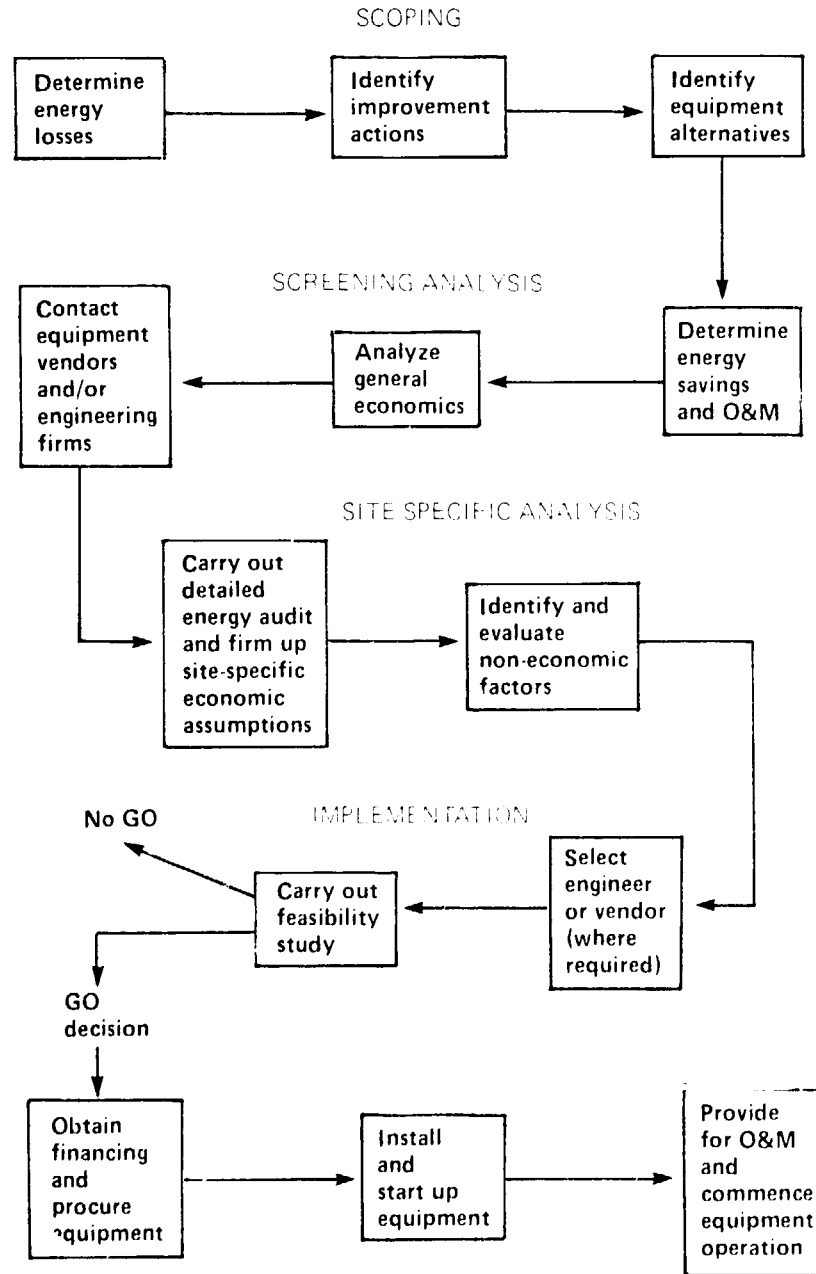 SCOPING
Determine
energy
losses
Identify
improvement
actions
Identify
equipment
alternatives
SCREENING ANALYSIS
Determine
energy
savings
and O&M
Analyze
general
economics
Contact
equipment
vendors
and/or
engineering
firms
SITE SPECIFIC ANALYSIS
Carry out
detailed
energy audit
and firm up
site-specific
economic
assumptions
Identify and
evaluate
non-economic
factors
IMPLEMENTATION
Select
engineer
or vendor
(where
required)
Carry out
feasibility
study
No GO
GO
decision
Obtain
financing
and
procure
equipment
Install
and
start up
equipment
Provide
for O&M
and
commence
equipment
operation